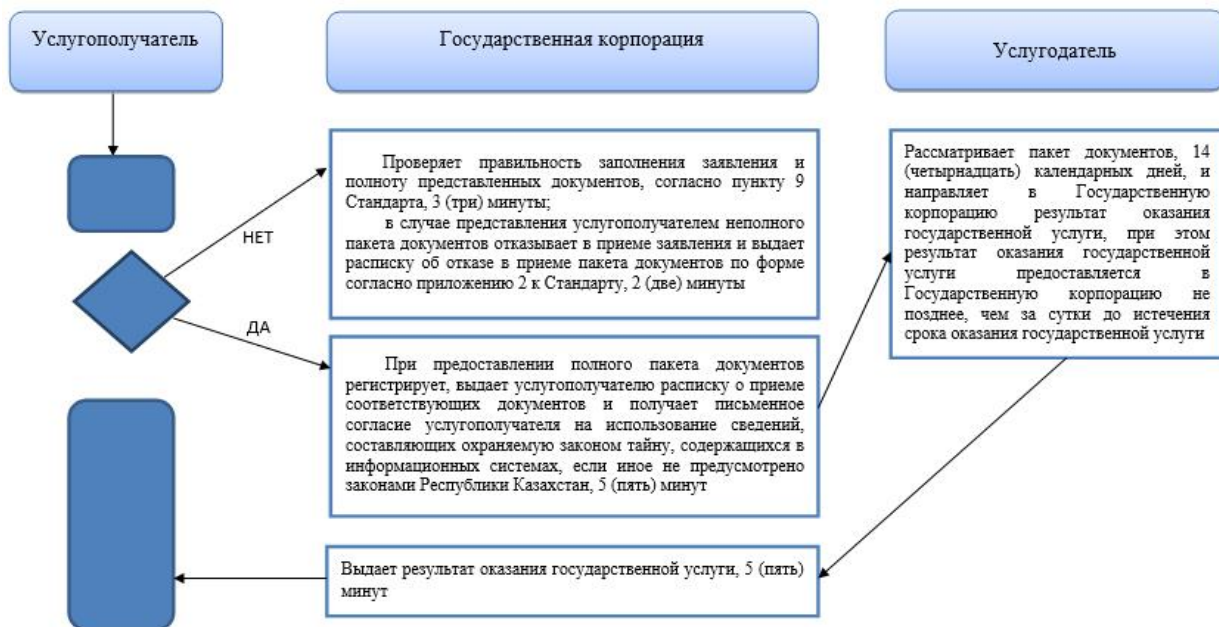 Услугополучатель
Государственная корпорация
Услугодатель
Проверяет правильность заполнения заявления и
полноту представленных документов, согласно пункту 9
Стандарта, 3 (три) минуты;
в случае представления услугополучателем неполного
пакета документов отказывает в приеме заявления и выдает
расписку об отказе в приеме пакета документов по форме
согласно приложению 2 к Стандарту, 2 (две) минуты
Рассматривает пакет документов, 14
(четырнадцать) календарных дней, и
направляет в Государственную
корпорацию результат оказания
государственной услуги, при этом
результат оказания государственной
услуги предоставляется в
Государственную корпорацию не
позднее, чем за сутки до истечения
срока оказания государственной услуги
НЕТ
ДА
При предоставлении полного пакета документов
регистрирует, выдает услугополучателю расписку о приеме
соответствующих документов и получает письменное
согласие услугополучателя на использование сведений,
составляющих охраняемую законом тайну, содержащихся в
информационных системах, если иное не предусмотрено
законами Республики Казахстан, 5 (пять) минут
Выдает результат оказания государственной услуги, 5 (пять)
минут